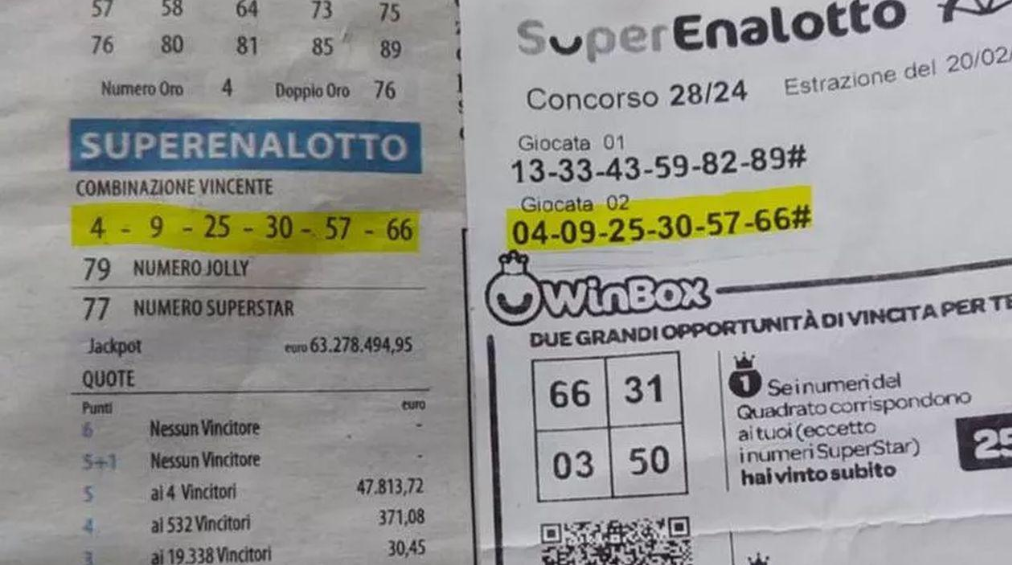 57 58 64 73 75
76 80 81 85 89
Numero Oro 4 Doppio Oro 76
SUPERENALOTTO
COMBINAZIONE VINCENTE
4 - 9 - 25 - 30 - 57 - 66
79 NUMERO JOLLY
77 NUMERO SUPERSTAR
Jackpot euro 63.278.494,95
QUOTE
Punti euro
6 Nessun Vincitore -
5+1 Nessun Vincitore -
5 ai 4 Vincitori 47.813,72
4 ai 532 Vincitori 371,08
3 ai 19.338 Vincitori 30,45
SuperEnalotto
Concorso 28/24 Estrazione del 20/02/
Giocata 01
13-33-43-59-82-89#
Giocata 02
04-09-25-30-57-66#
WinBox
DUE GRANDI OPPORTUNITÀ DI VINCITA PER TE
66 31
03 50
1 Se i numeri del
Quadrato corrispondono
ai tuoi (eccetto
i numeri SuperStar)
hai vinto subito
25